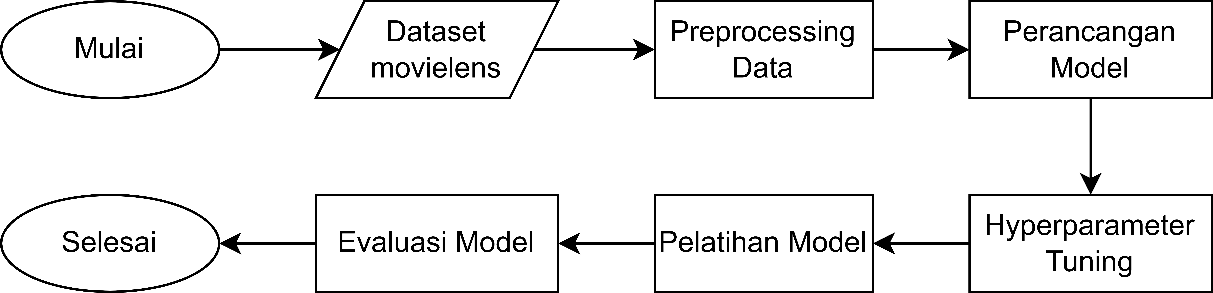 Mulai
Dataset
movielens
Preprocessing
Data
Perancangan
Model
Hyperparameter
Tuning
Pelatihan Model
Evaluasi Model
Selesai